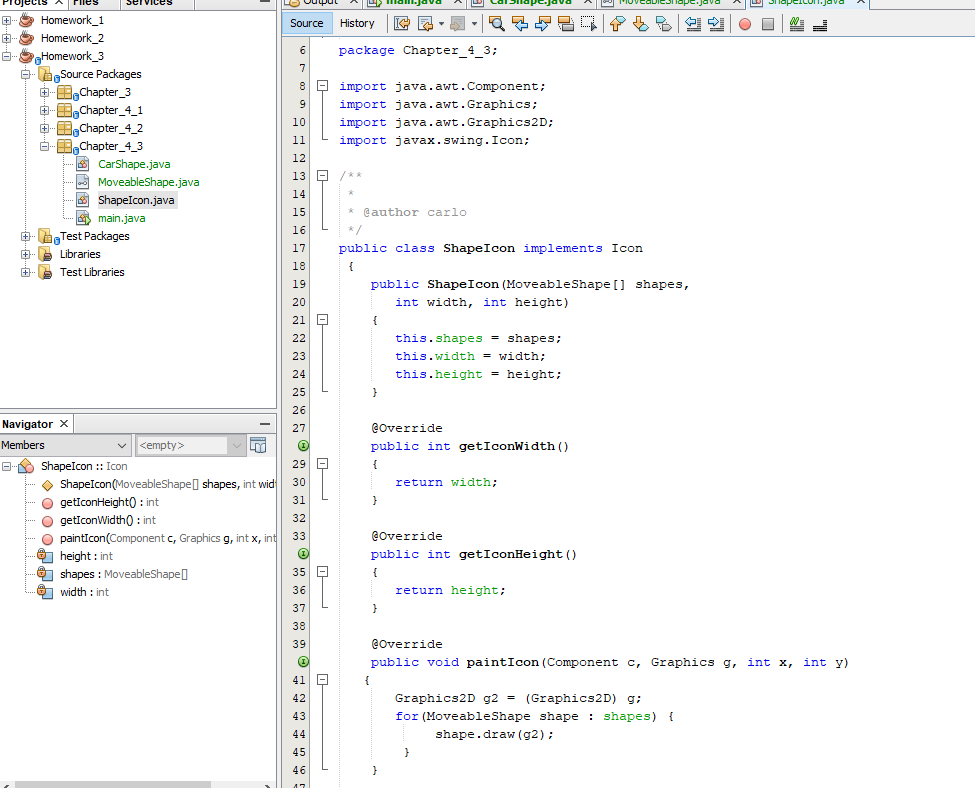 Projects Files Services
Homework_1
Homework_2
Homework_3
Source Packages
Chapter_3
Chapter_4_1
Chapter_4_2
Chapter_4_3
CarShape.java
MoveableShape.java
ShapeIcon.java
main.java
Test Packages
Libraries
Test Libraries
Navigator
Members <empty>
ShapeIcon :: Icon
ShapeIcon(MoveableShape[] shapes, int widt
getIconHeight() : int
getIconWidth() : int
paintIcon(Component c, Graphics g, int x, int
height : int
shapes : MoveableShape[]
width : int
Output main.java CarShape.java MoveableShape.java ShapeIcon.java
Source History
6 package Chapter_4_3;
7
8 import java.awt.Component;
9 import java.awt.Graphics;
10 import java.awt.Graphics2D;
11 import javax.swing.Icon;
12
13 /**
14 *
15 * @author carlo
16 */
17 public class ShapeIcon implements Icon
18 {
19 public ShapeIcon(MoveableShape[] shapes,
20 int width, int height)
21 {
22 this.shapes = shapes;
23 this.width = width;
24 this.height = height;
25 }
26
27 @Override
public int getIconWidth()
29 {
30 return width;
31 }
32
33 @Override
public int getIconHeight()
35 {
36 return height;
37 }
38
39 @Override
public void paintIcon(Component c, Graphics g, int x, int y)
41 {
42 Graphics2D g2 = (Graphics2D) g;
43 for(MoveableShape shape : shapes) {
44 shape.draw(g2);
45 }
46 }
47